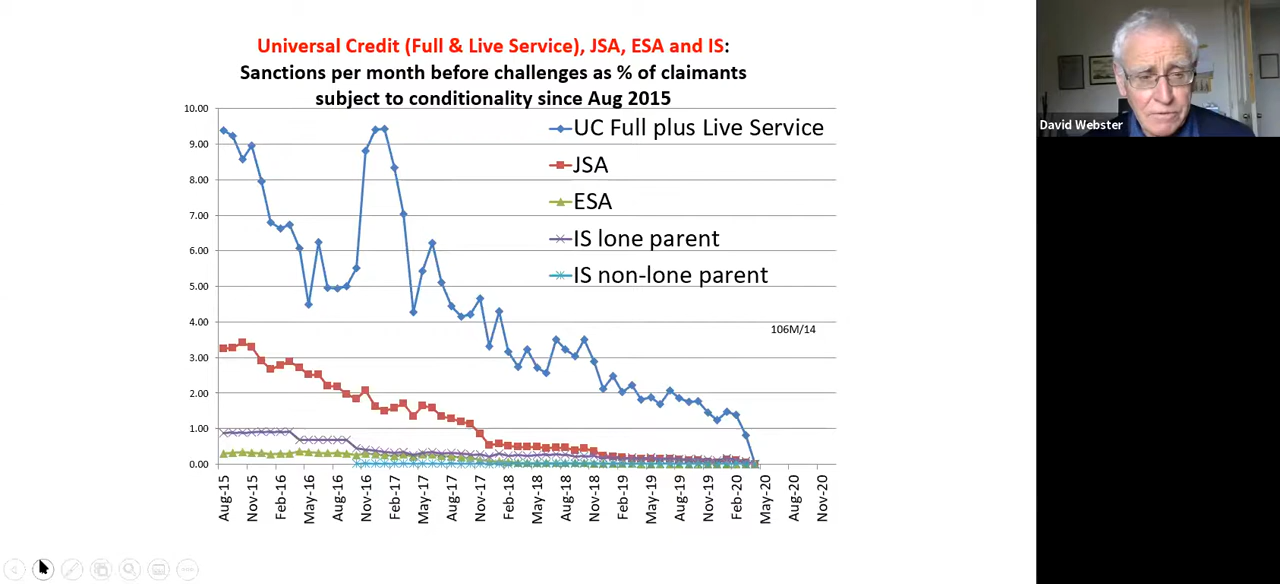 Universal Credit (Full & Live Service), JSA, ESA and IS:
Sanctions per month before challenges as % of claimants
subject to conditionality since Aug 2015
10.00
9.00
8.00
7.00
6.00
5.00
4.00
3.00
2.00
1.00
0.00
UC Full plus Live Service
JSA
ESA
IS lone parent
IS non-lone parent
106M/14
Aug-15
Nov-15
Feb-16
May-16
Aug-16
Nov-16
Feb-17
May-17
Aug-17
Nov-17
Feb-18
May-18
Aug-18
Nov-18
Feb-19
May-19
Aug-19
Nov-19
Feb-20
May-20
Aug-20
Nov-20
David Webster